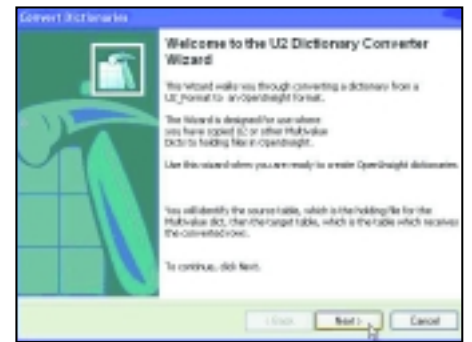 Convert Dictionaries
Welcome to the U2 Dictionary Converter
Wizard
This Wizard walks you through converting a dictionary from a
U2_Format to an OpenInsight format.
The Wizard is designed for use where
you have copied U2 or other Multivalue
Dicts to holding files in OpenInsight.
Use this wizard when you are ready to create OpenInsight dictionaries
You will identify the source table, which is the holding file for the
Multivalue dict, then the target table, which is the table which receives
the converted rows.
To continue, click Next.
< Back Next > Cancel